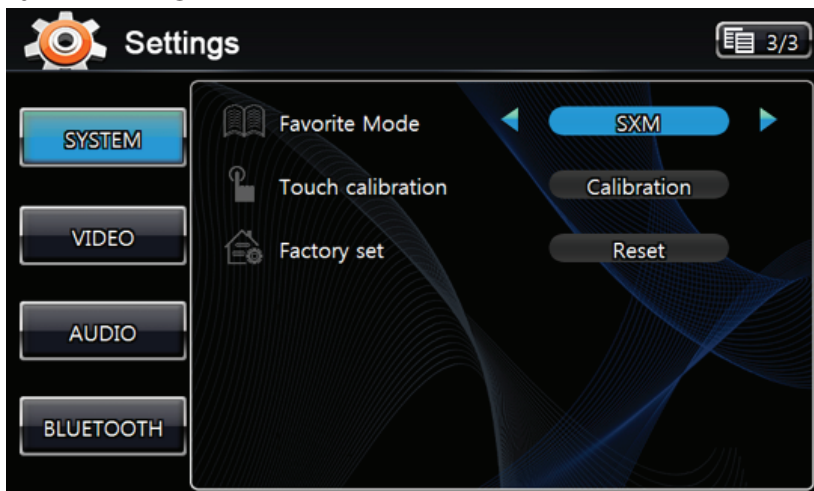 Settings
3/3
SYSTEM
VIDEO
AUDIO
BLUETOOTH
Favorite Mode SXM
Touch calibration Calibration
Factory set Reset